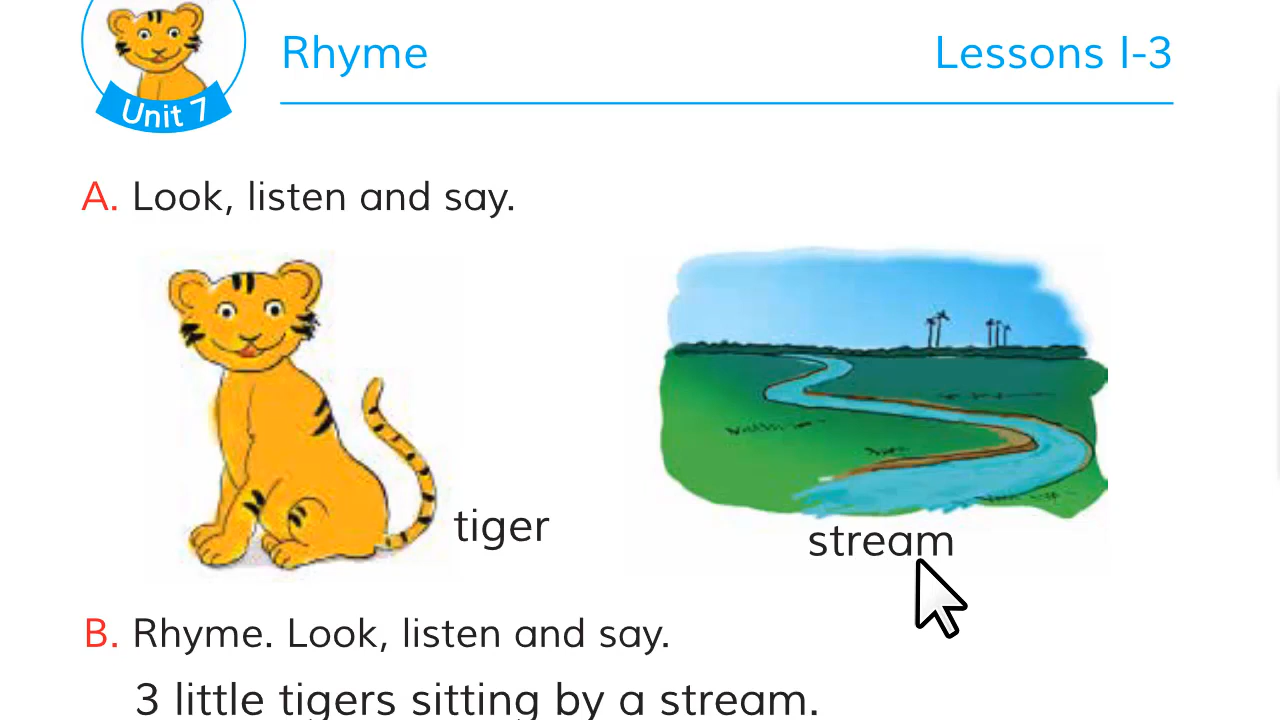 Unit 7
Rhyme
Lessons 1-3
A. Look, listen and say.
tiger
stream
B. Rhyme. Look, listen and say.
3 little tigers sitting by a stream.